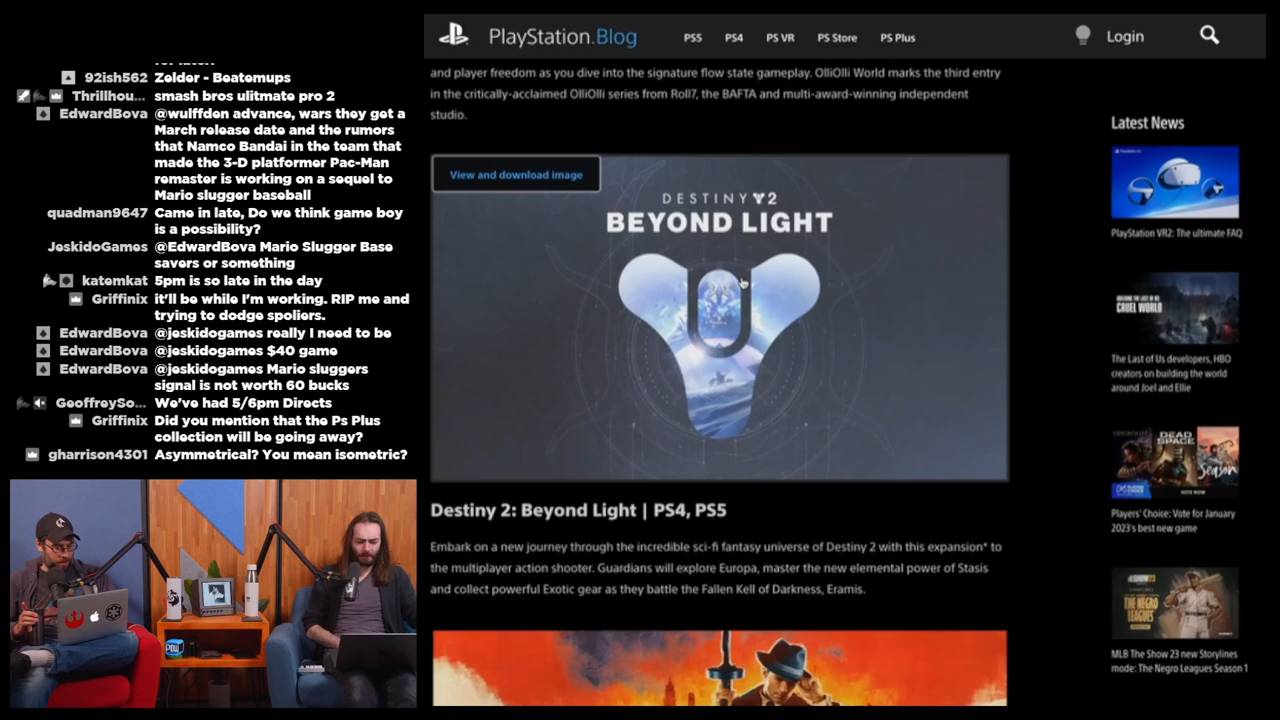 92ish562 Zelder - Beatemups
Thrillhou... smash bros ulitmate pro 2
EdwardBova @wulffden advance, wars they get a
March release date and the rumors
that Namco Bandai in the team that
made the 3-D platformer Pac-Man
remaster is working on a sequel to
Mario slugger baseball
quadman9647 Came in late, Do we think game boy
is a possibility?
JeskidoGames @EdwardBova Mario Slugger Base
savers or something
katemkat 5pm is so late in the day
Griffinix it'll be while I'm working. RIP me and
trying to dodge spoliers.
EdwardBova @jeskidogames really I need to be
EdwardBova @jeskidogames $40 game
EdwardBova @jeskidogames Mario sluggers
signal is not worth 60 bucks
GeoffreySo... We've had 5/6pm Directs
Griffinix Did you mention that the Ps Plus
collection will be going away?
gharrison4301 Asymmetrical? You mean isometric?
POW
PlayStation.Blog
PS5 PS4 PS VR PS Store PS Plus
Login
and player freedom as you dive into the signature flow state gameplay. OlliOlli World marks the third entry
in the critically-acclaimed OlliOlli series from Roll7, the BAFTA and multi-award-winning independent
studio.
View and download image
DESTINY 2
BEYOND LIGHT
Destiny 2: Beyond Light | PS4, PS5
Embark on a new journey through the incredible sci-fi fantasy universe of Destiny 2 with this expansion* to
the multiplayer action shooter. Guardians will explore Europa, master the new elemental power of Stasis
and collect powerful Exotic gear as they battle the Fallen Kell of Darkness, Eramis.
Latest News
PlayStation VR2: The ultimate FAQ
CRUEL WORLD
The Last of Us developers, HBO
creators on building the world
around Joel and Ellie
DEAD
SPACE
Season
VOTE NOW
Players' Choice: Vote for January
2023's best new game
THE NEGRO
LEAGUES
MLB The Show 23 new Storylines
mode: The Negro Leagues Season 1